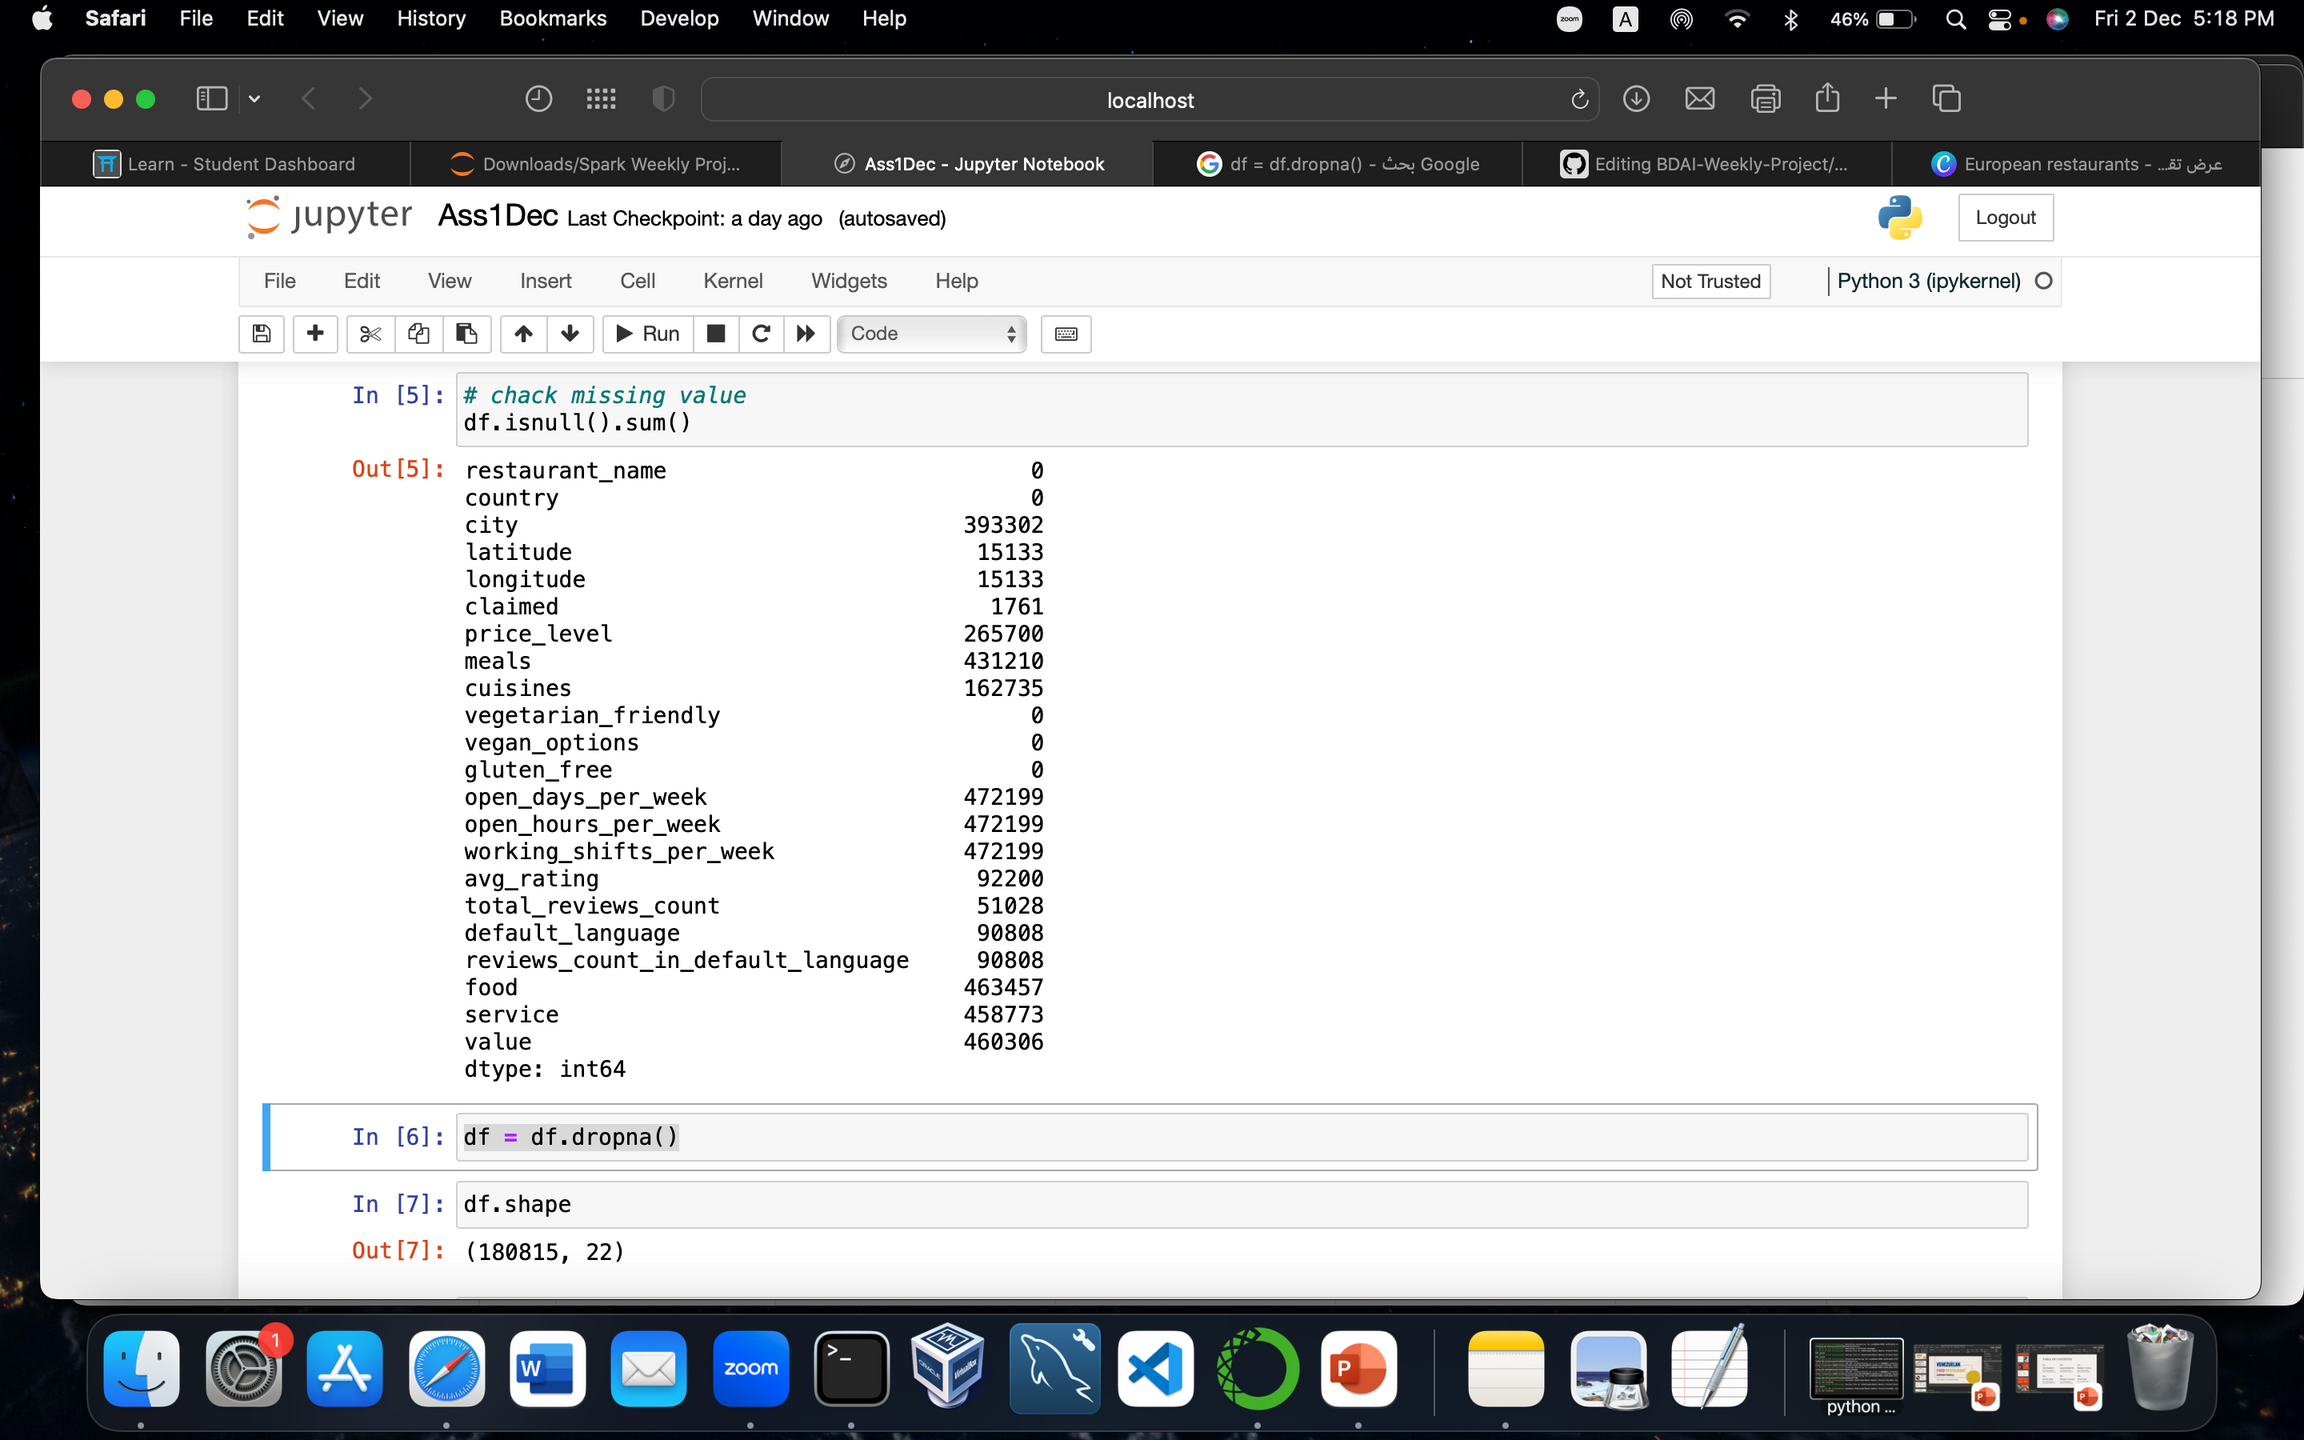 Safari File Edit View History Bookmarks Develop Window Help zoom A 46% Fri 2 Dec 5:18 PM
localhost
Learn - Student Dashboard
Downloads/Spark Weekly Proj...
Ass1Dec - Jupyter Notebook
df = df.dropna() - بحث Google
Editing BDAI-Weekly-Project/...
European restaurants - عرض تق...
jupyter Ass1Dec Last Checkpoint: a day ago (autosaved) Logout
File Edit View Insert Cell Kernel Widgets Help Not Trusted Python 3 (ipykernel)
Run Code
In [5]: # chack missing value
df.isnull().sum()
Out[5]: restaurant_name 0
country 0
city 393302
latitude 15133
longitude 15133
claimed 1761
price_level 265700
meals 431210
cuisines 162735
vegetarian_friendly 0
vegan_options 0
gluten_free 0
open_days_per_week 472199
open_hours_per_week 472199
working_shifts_per_week 472199
avg_rating 92200
total_reviews_count 51028
default_language 90808
reviews_count_in_default_language 90808
food 463457
service 458773
value 460306
dtype: int64
In [6]: df = df.dropna()
In [7]: df.shape
Out[7]: (180815, 22)
1
W
zoom
>_
P
python ...